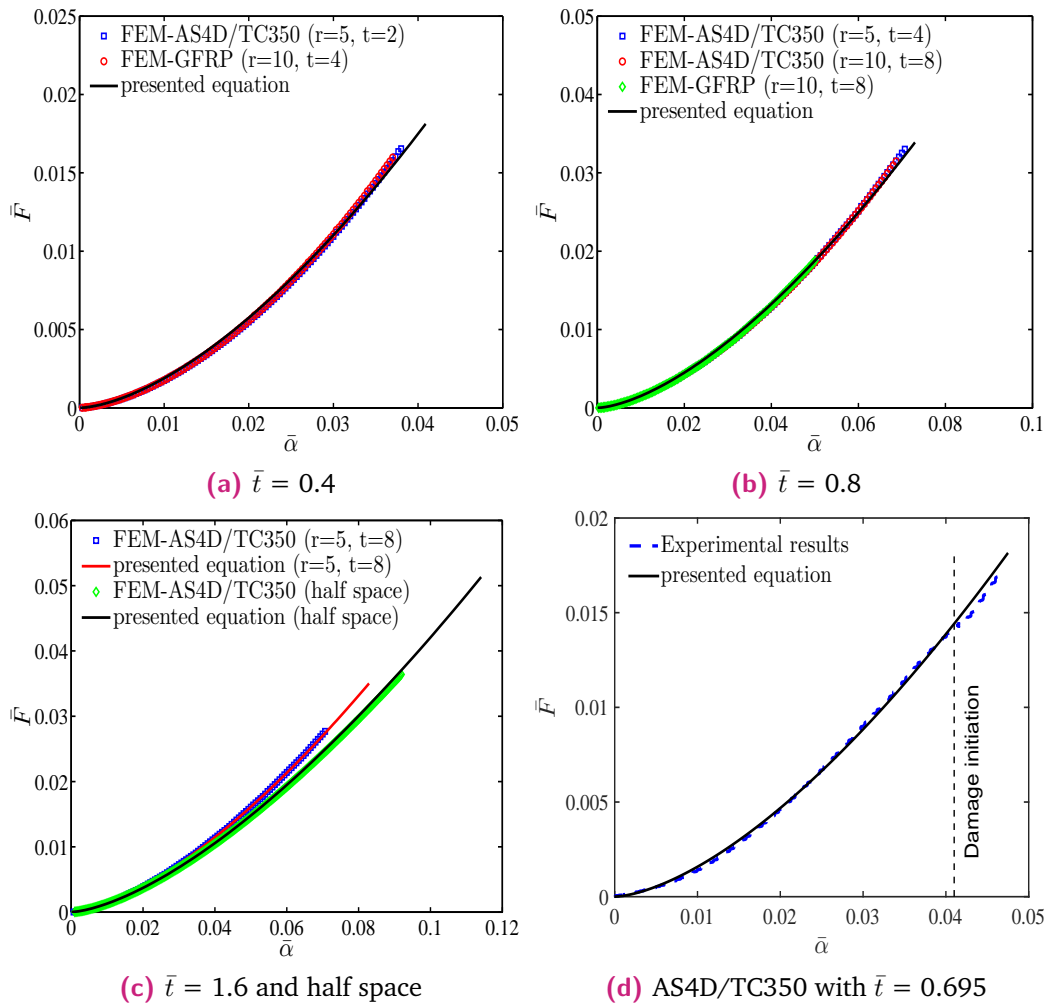 0.025
0.02
0.015
0.01
0.005
0
0
0.01
0.02
0.03
0.04
0.05
F̄
ᾱ
FEM-AS4D/TC350 (r=5, t=2)
FEM-GFRP (r=10, t=4)
presented equation
(a) t̄ = 0.4
0.05
0.04
0.03
0.02
0.01
0
0
0.02
0.04
0.06
0.08
0.1
F̄
ᾱ
FEM-AS4D/TC350 (r=5, t=4)
FEM-AS4D/TC350 (r=10, t=8)
FEM-GFRP (r=10, t=8)
presented equation
(b) t̄ = 0.8
0.06
0.05
0.04
0.03
0.02
0.01
0
0
0.02
0.04
0.06
0.08
0.1
0.12
F̄
ᾱ
FEM-AS4D/TC350 (r=5, t=8)
presented equation (r=5, t=8)
FEM-AS4D/TC350 (half space)
presented equation (half space)
(c) t̄ = 1.6 and half space
0.02
0.015
0.01
0.005
0
0
0.01
0.02
0.03
0.04
0.05
F̄
ᾱ
Experimental results
presented equation
Damage initiation
(d) AS4D/TC350 with t̄ = 0.695